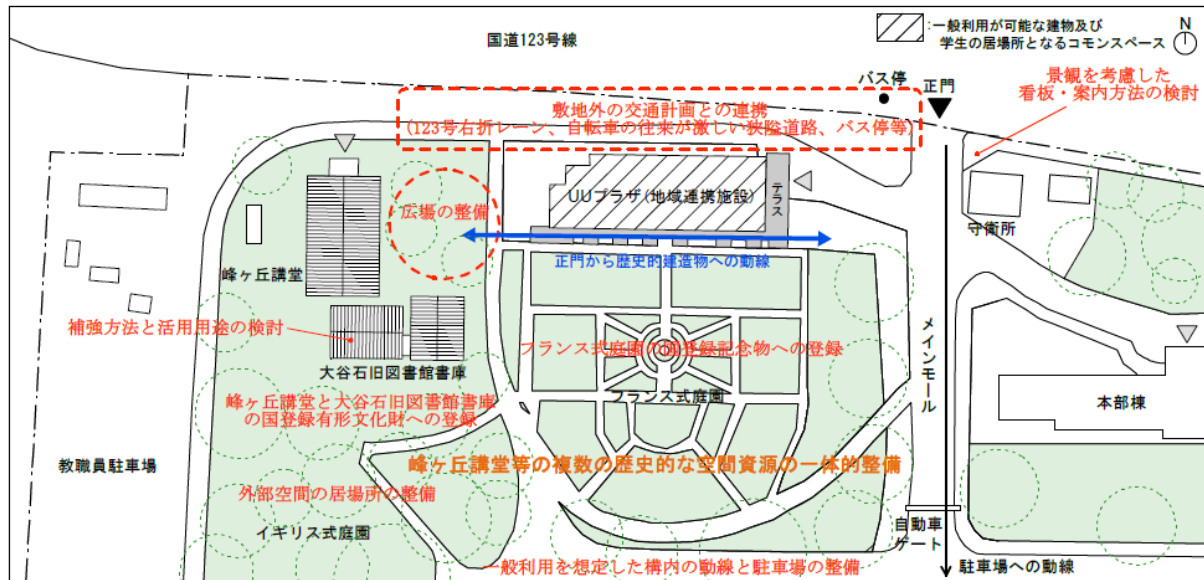 国道123号線
:一般利用が可能な建物及び
学生の居場所となるコモンスペース
N
バス停
正門
景観を考慮した
看板・案内方法の検討
敷地外の交通計画との連携
(123号右折レーン、自転車の往来が激しい狭隘道路、バス停等)
UUプラザ(地域連携施設)
テラス
広場の整備
守衛所
正門から歴史的建造物への動線
峰ヶ丘講堂
補強方法と活用用途の検討
大谷石旧図書館書庫
フランス式庭園の国登録記念物への登録
フランス式庭園
メインモール
本部棟
峰ヶ丘講堂と大谷石旧図書館書庫
の国登録有形文化財への登録
教職員駐車場
峰ヶ丘講堂等の複数の歴史的な空間資源の一体的整備
外部空間の居場所の整備
イギリス式庭園
自動車
ゲート
一般利用を想定した構内の動線と駐車場の整備
駐車場への動線